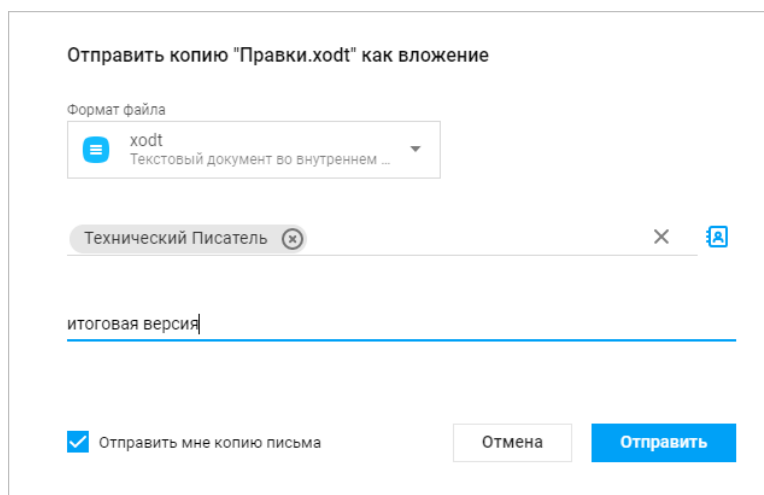 Отправить копию "Правки.xodt" как вложение
Формат файла
xodt
Текстовый документ во внутреннем ...
Технический Писатель
итоговая версия
Отправить мне копию письма
Отмена
Отправить